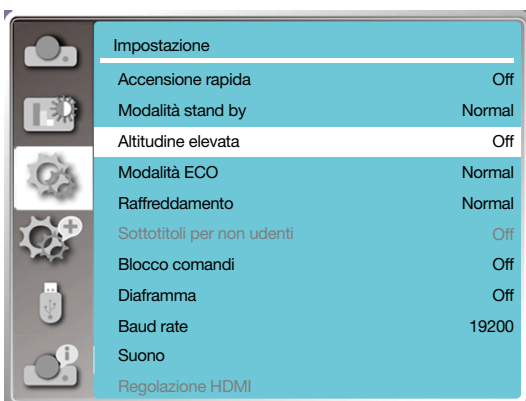 Impostazione
Accensione rapida Off
Modalità stand by Normal
Altitudine elevata Off
Modalità ECO Normal
Raffreddamento Normal
Sottotitoli per non udenti Off
Blocco comandi Off
Diaframma Off
Baud rate 19200
Suono
Regolazione HDMI